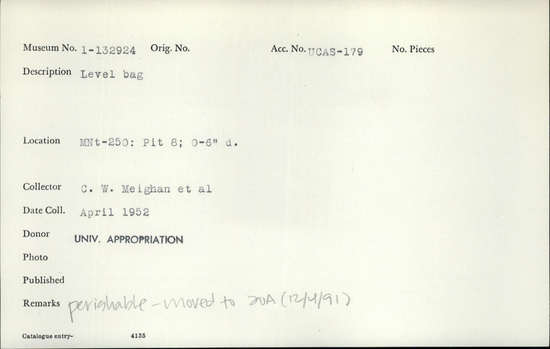 Museum No. 1-132924 Orig. No. Acc. No. UCAS-179 No. Pieces
Description Level bag
Location MNt-250: Pit 8; 0-6" d.
Collector C. W. Meighan et al
Date Coll. April 1952
Donor UNIV. APPROPRIATION
Photo
Published
Remarks perishable - moved to 20A (12/4/91)
Catalogue entry- 4135